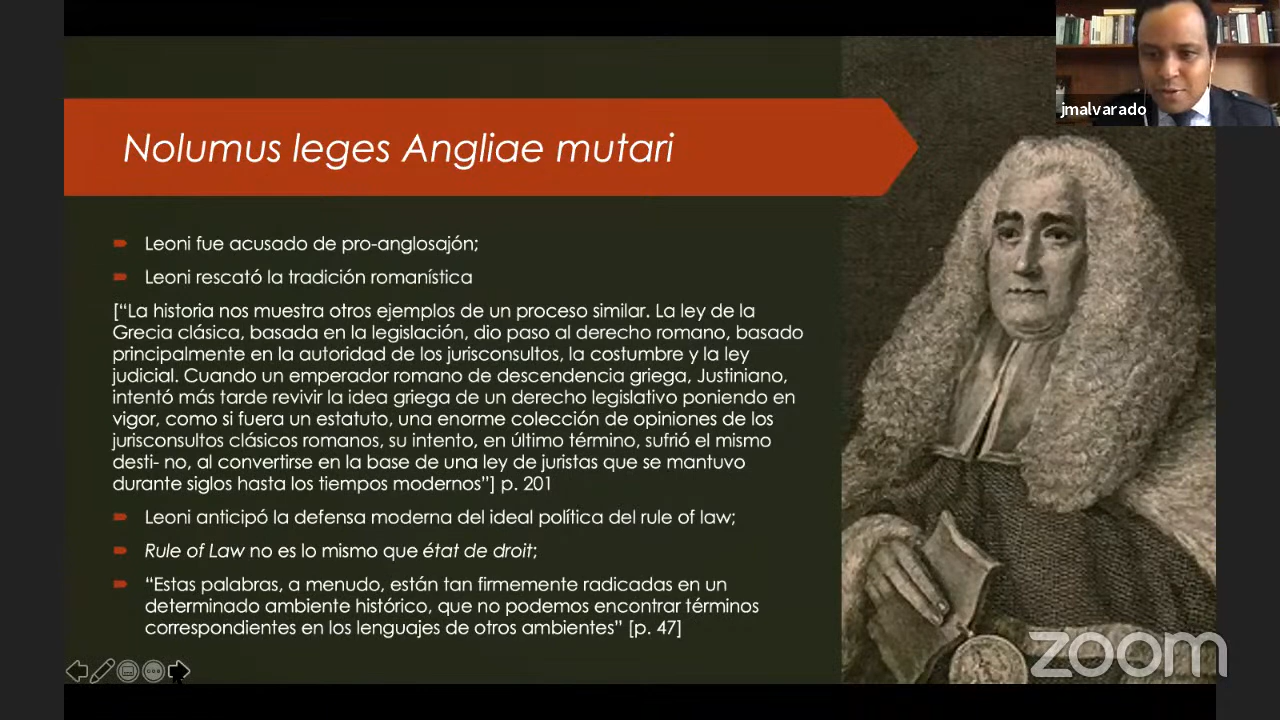 jmalvarado
Nolumus leges Angliae mutari
Leoni fue acusado de pro-anglosajón;
Leoni rescató la tradición romanística
[“La historia nos muestra otros ejemplos de un proceso similar. La ley de la
Grecia clásica, basada en la legislación, dio paso al derecho romano, basado
principalmente en la autoridad de los jurisconsultos, la costumbre y la ley
judicial. Cuando un emperador romano de descendencia griega, Justiniano,
intentó más tarde revivir la idea griega de un derecho legislativo poniendo en
vigor, como si fuera un estatuto, una enorme colección de opiniones de los
jurisconsultos clásicos romanos, su intento, en último término, sufrió el mismo
desti- no, al convertirse en la base de una ley de juristas que se mantuvo
durante siglos hasta los tiempos modernos”] p. 201
Leoni anticipó la defensa moderna del ideal política del rule of law;
Rule of Law no es lo mismo que état de droit;
“Estas palabras, a menudo, están tan firmemente radicadas en un
determinado ambiente histórico, que no podemos encontrar términos
correspondientes en los lenguajes de otros ambientes” [p. 47]
zoom